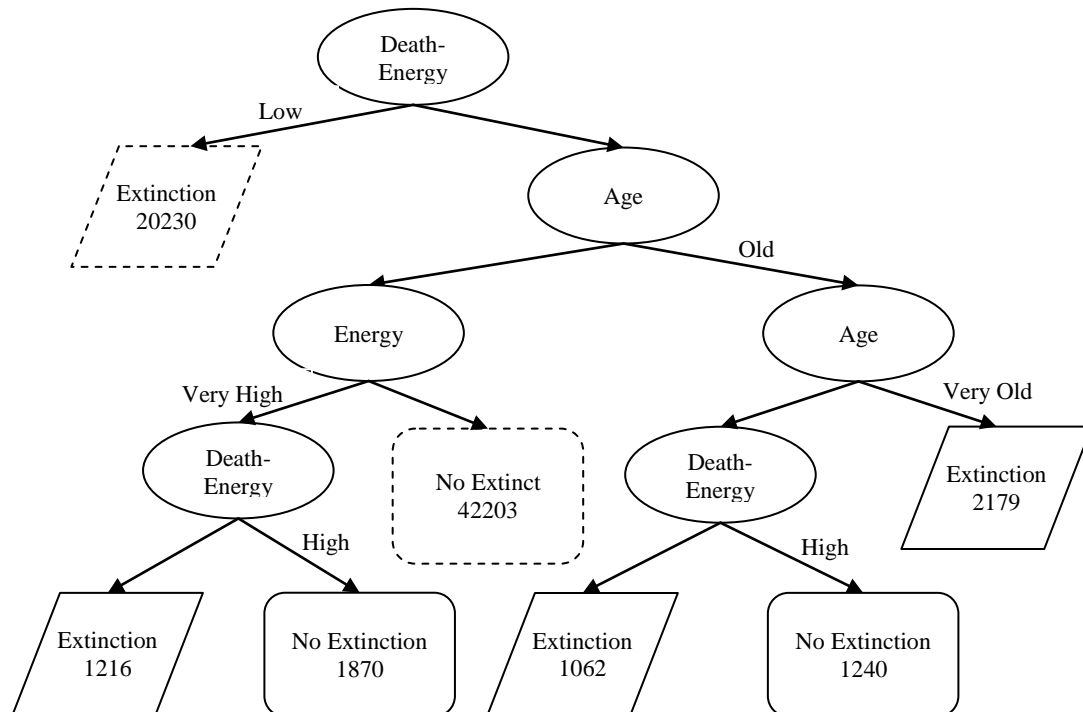 Death-
Energy
Low
Extinction
20230
Age
Old
Energy
Age
Very High
Very Old
Death-
Energy
No Extinct
42203
Death-
Energy
Extinction
2179
High
High
Extinction
1216
No Extinction
1870
Extinction
1062
No Extinction
1240